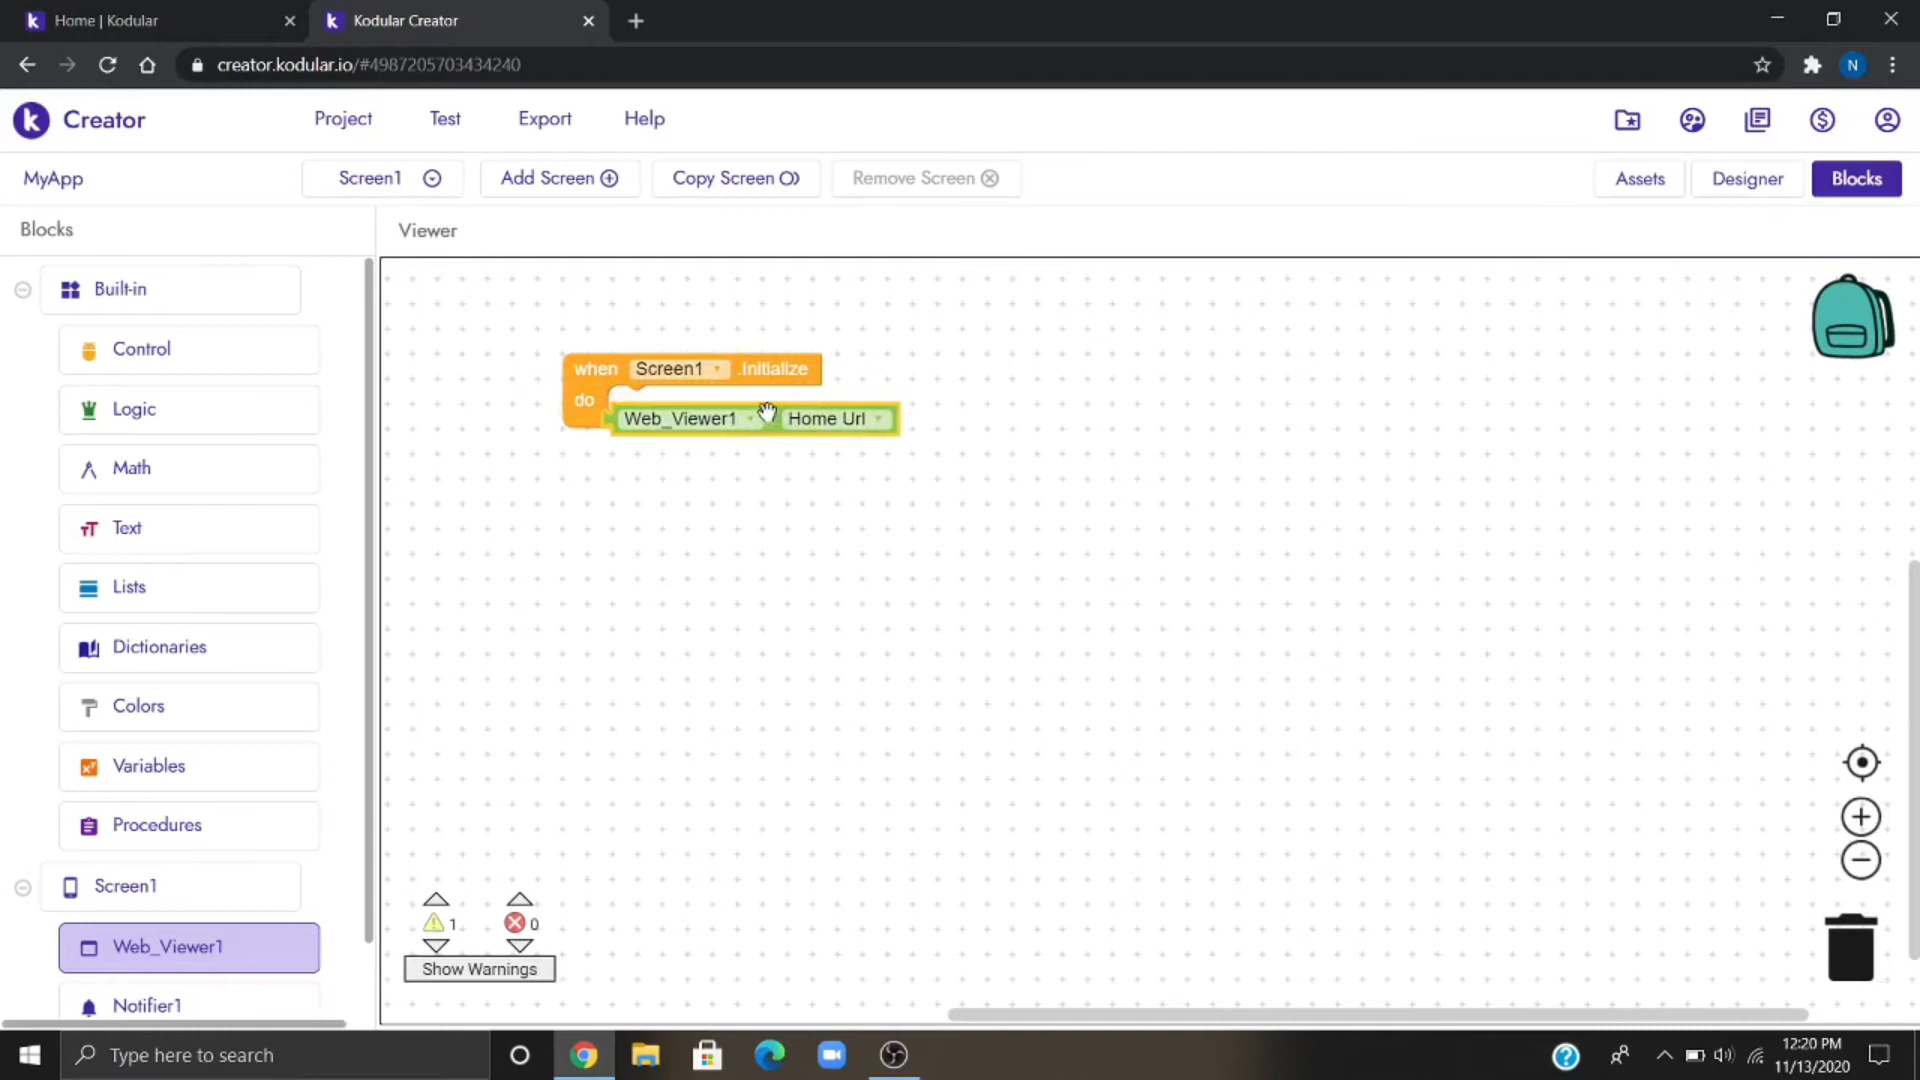 Home | Kodular
Kodular Creator
creator.kodular.io/#4987205703434240
N
k Creator
Project
Test
Export
Help
MyApp
Screen1
Add Screen
Copy Screen
Remove Screen
Assets
Designer
Blocks
Blocks
Viewer
Built-in
Control
Logic
Math
Text
Lists
Dictionaries
Colors
Variables
Procedures
Screen1
Web_Viewer1
Notifier1
when Screen1 .Initialize
do
Web_Viewer1 Home Url
1
0
Show Warnings
Type here to search
12:20 PM
11/13/2020